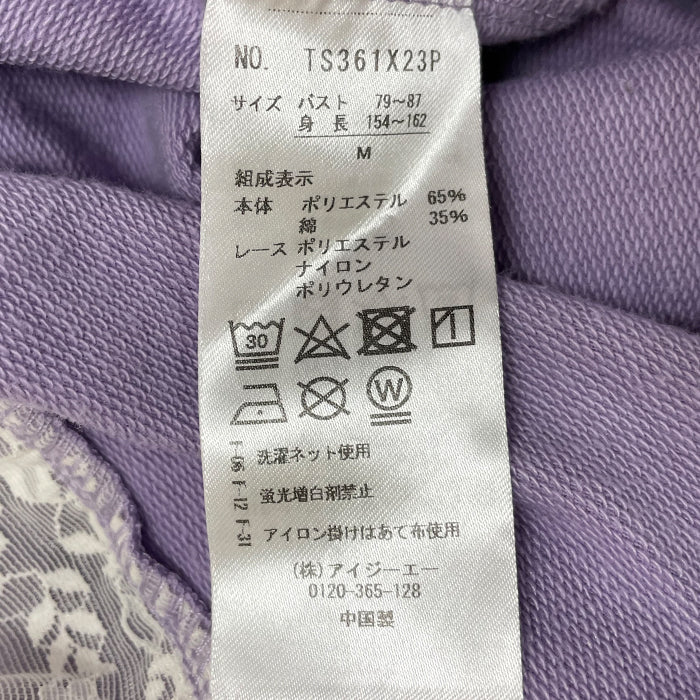 NO. TS361X23P
サイズ バスト 79〜87
身長 154〜162
M
組成表示
本体 ポリエステル 65%
綿 35%
レース ポリエステル
ナイロン
ポリウレタン
30
1
W
洗濯ネット使用
蛍光増白剤禁止
アイロン掛けはあて布使用
F-06 F-12 F-31
(株)アイジーエー
0120-365-128
中国製